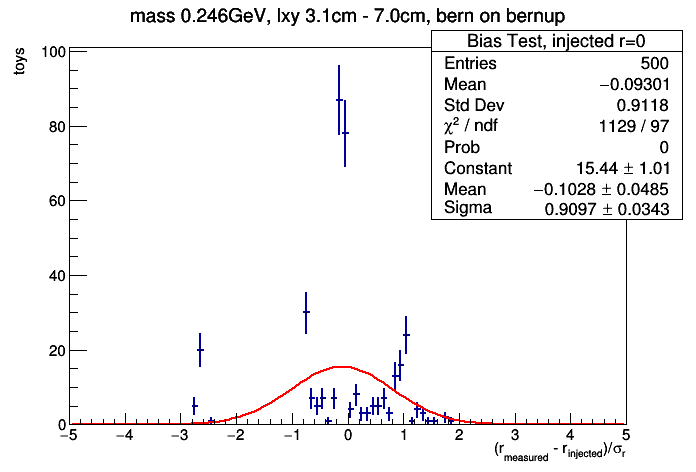 mass 0.246GeV, lxy 3.1cm - 7.0cm, bern on bernup
Bias Test, injected r=0
Entries 500
Mean −0.09301
Std Dev 0.9118
χ² / ndf 1129 / 97
Prob 0
Constant 15.44 ± 1.01
Mean −0.1028 ± 0.0485
Sigma 0.9097 ± 0.0343
toys
100
80
60
40
20
0
−5 −4 −3 −2 −1 0 1 2 3 4 5
(r_measured - r_injected)/σ_r